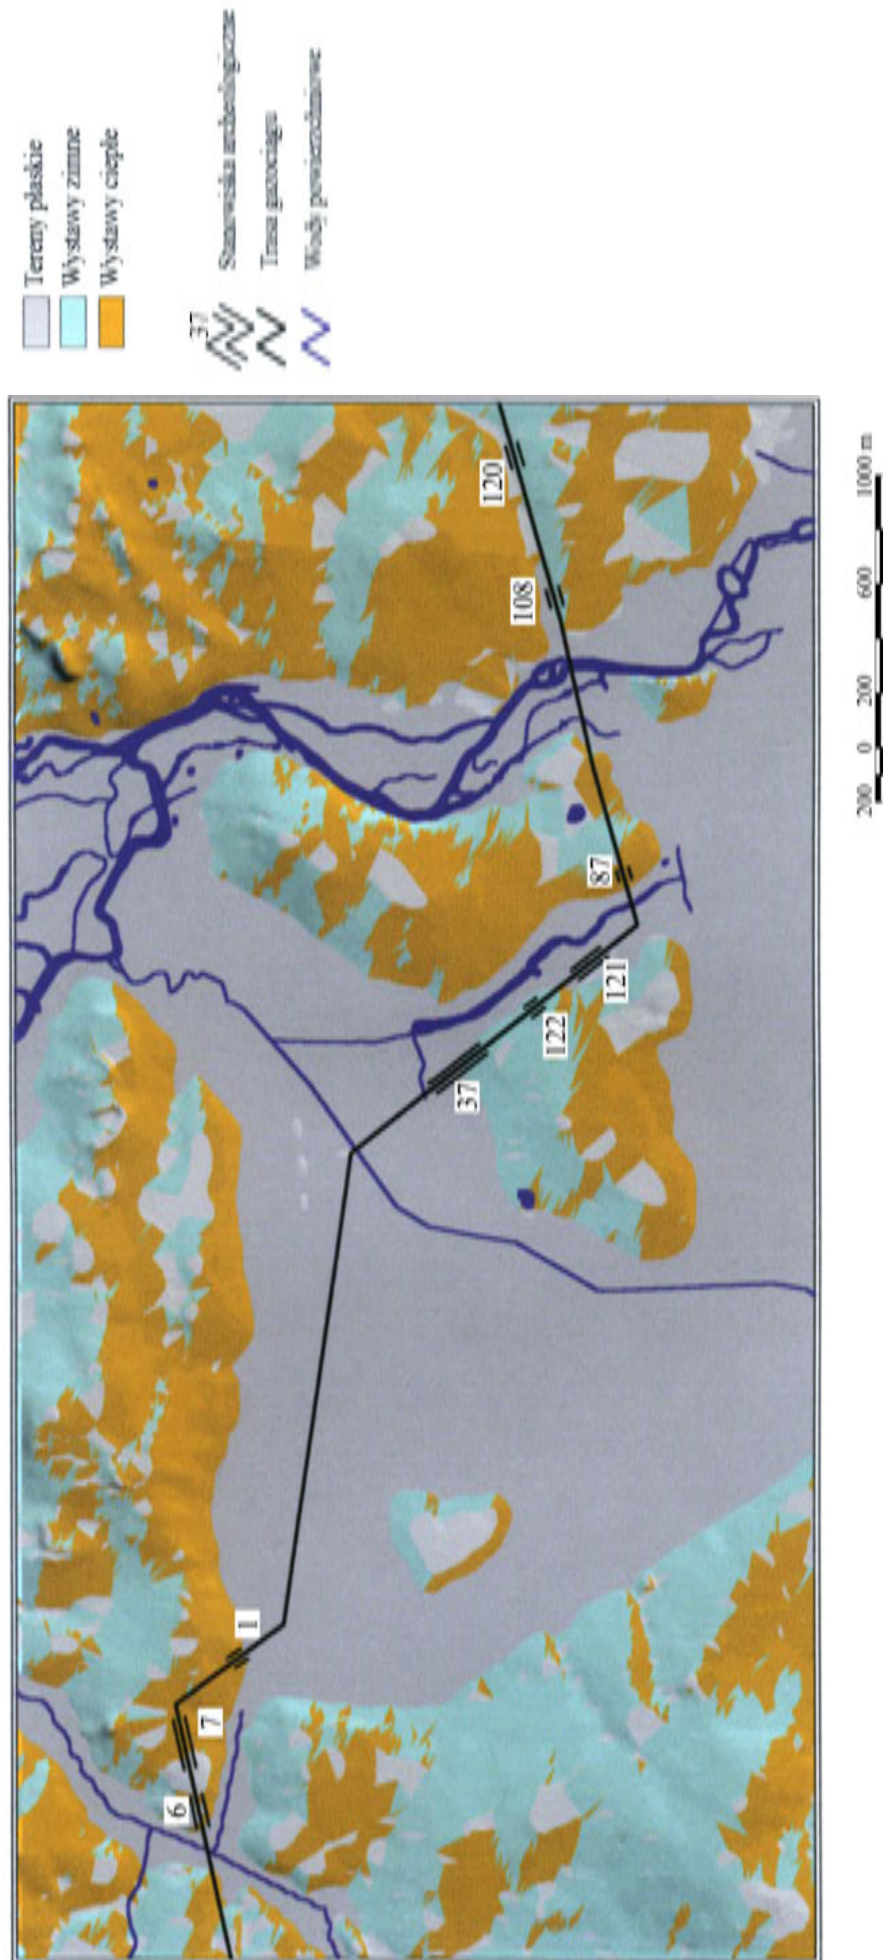 Tereny płaskie
Wystawy zimne
Wystawy ciepłe
37
Stanowiska archeologiczne
Trasa gazociągu
Wody powierzchniowe
6
7
1
37
122
121
87
108
120
200 0 200 600 1000 m